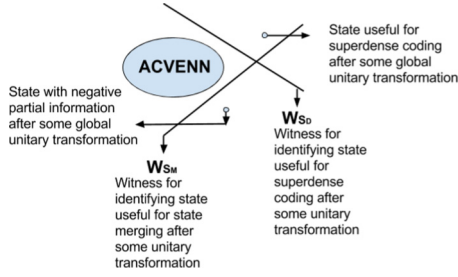 State useful for
superdense coding
after some global
unitary transformation
ACVENN
State with negative
partial information
after some global
unitary transformation
WSD
Witness for
identifying state
useful for
superdense
coding after
some unitary
transformation
WSM
Witness for
identifying state
useful for state
merging after
some unitary
transformation